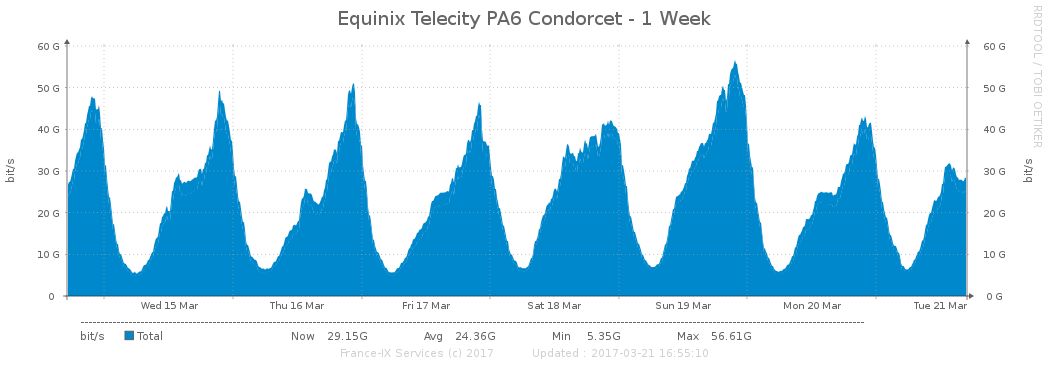 Equinix Telecity PA6 Condorcet - 1 Week
RRDTOOL / TOBI OETIKER
60 G 60 G
50 G 50 G
40 G 40 G
30 G 30 G
20 G 20 G
10 G 10 G
0 0 G
bit/s bit/s
Wed 15 Mar Thu 16 Mar Fri 17 Mar Sat 18 Mar Sun 19 Mar Mon 20 Mar Tue 21 Mar
bit/s Total Now 29.15G Avg 24.36G Min 5.35G Max 56.61G
France-IX Services (c) 2017 Updated : 2017-03-21 16:55:10